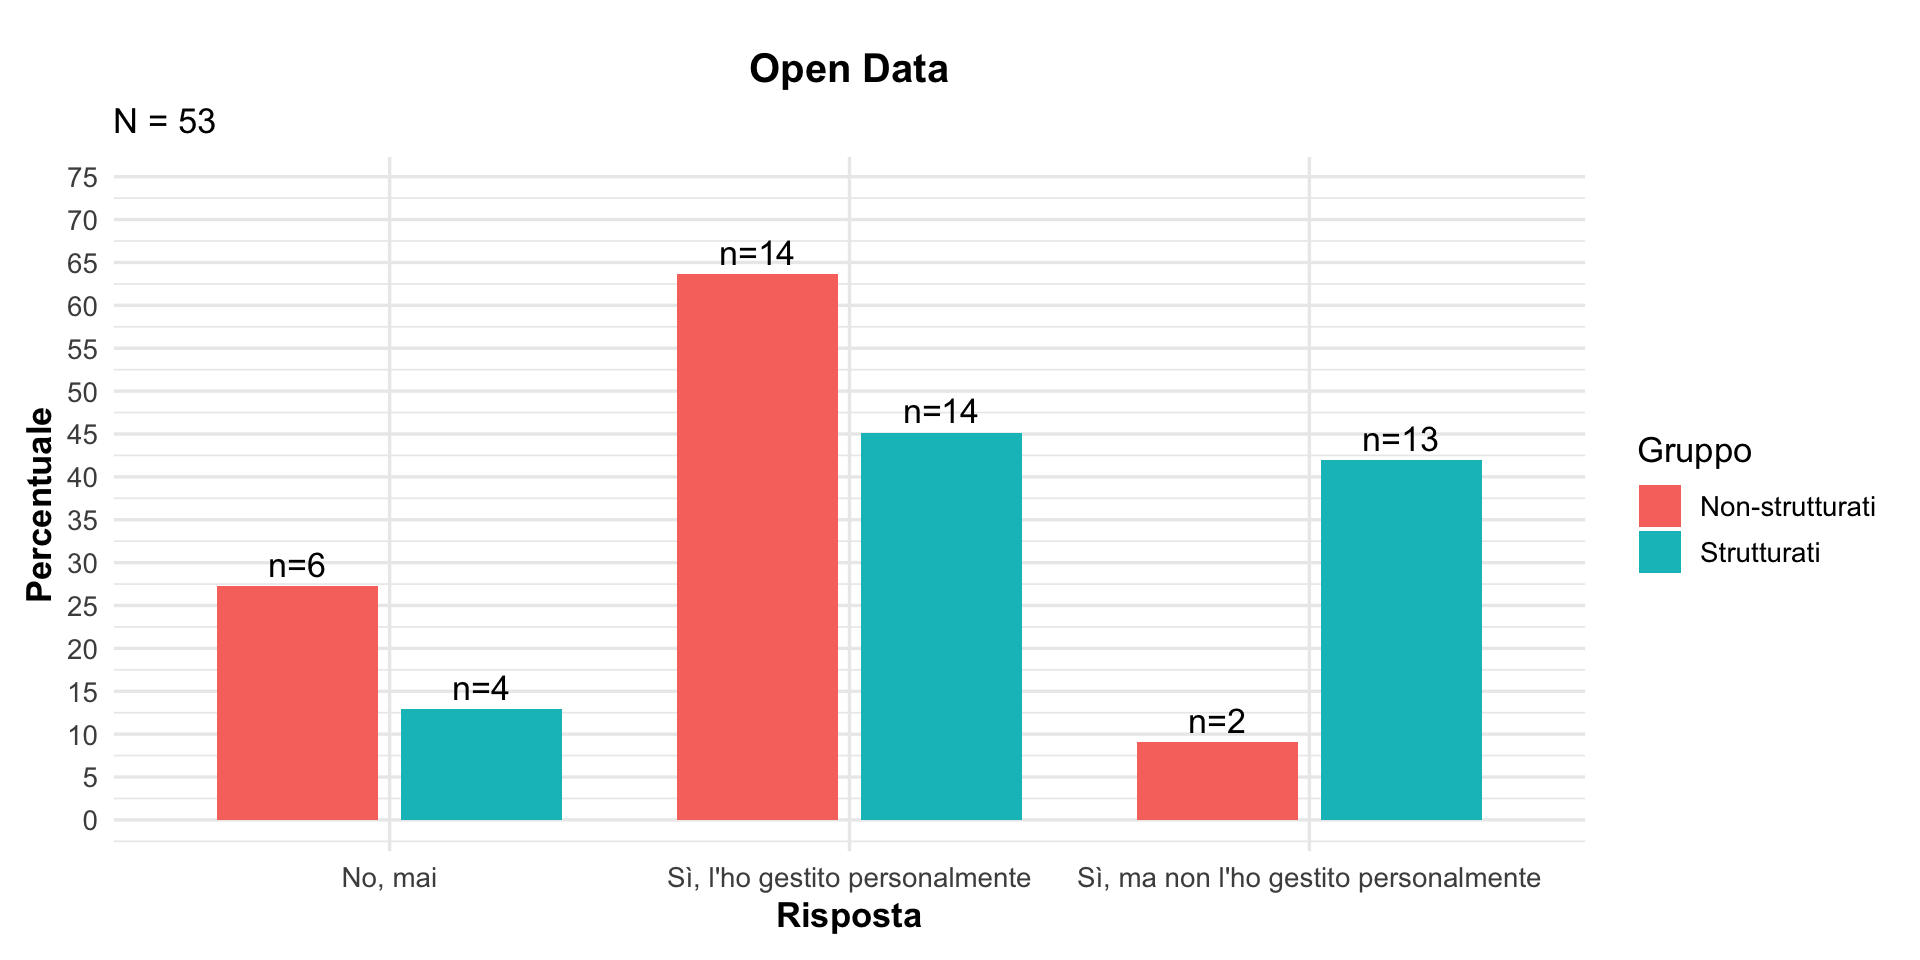 Open Data
N = 53
75
70
65
60
55
50
45
40
35
30
25
20
15
10
5
0
Percentuale
n=6
n=4
n=14
n=14
n=2
n=13
No, mai
Sì, l'ho gestito personalmente
Sì, ma non l'ho gestito personalmente
Risposta
Gruppo
Non-strutturati
Strutturati